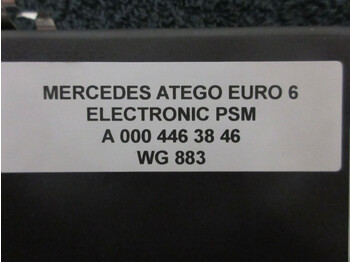 MERCEDES ATEGO EURO 6
ELECTRONIC PSM
A 000 446 38 46
WG 883